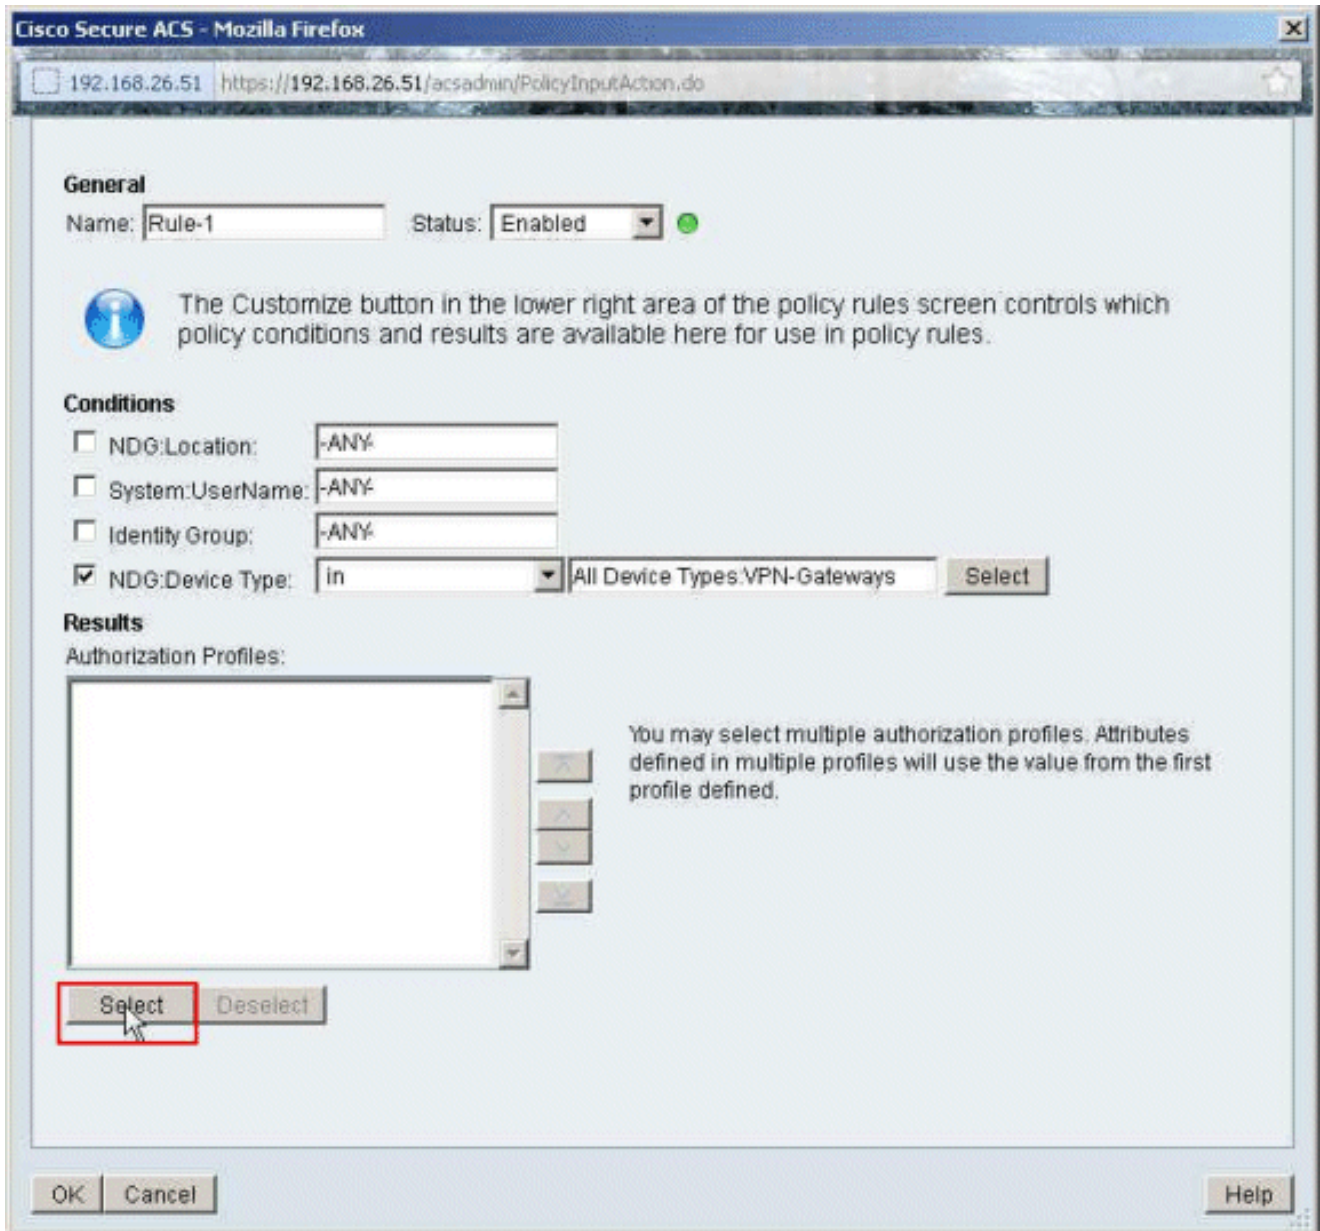 Cisco Secure ACS - Mozilla Firefox
192.168.26.51 https://192.168.26.51/acsadmin/PolicyInputAction.do
General
Name: Rule-1 Status: Enabled
The Customize button in the lower right area of the policy rules screen controls which
policy conditions and results are available here for use in policy rules.
Conditions
NDG:Location: -ANY-
System:UserName: -ANY-
Identity Group: -ANY-
NDG:Device Type: in All Device Types:VPN-Gateways Select
Results
Authorization Profiles:
You may select multiple authorization profiles. Attributes
defined in multiple profiles will use the value from the first
profile defined.
Select Deselect
OK Cancel Help